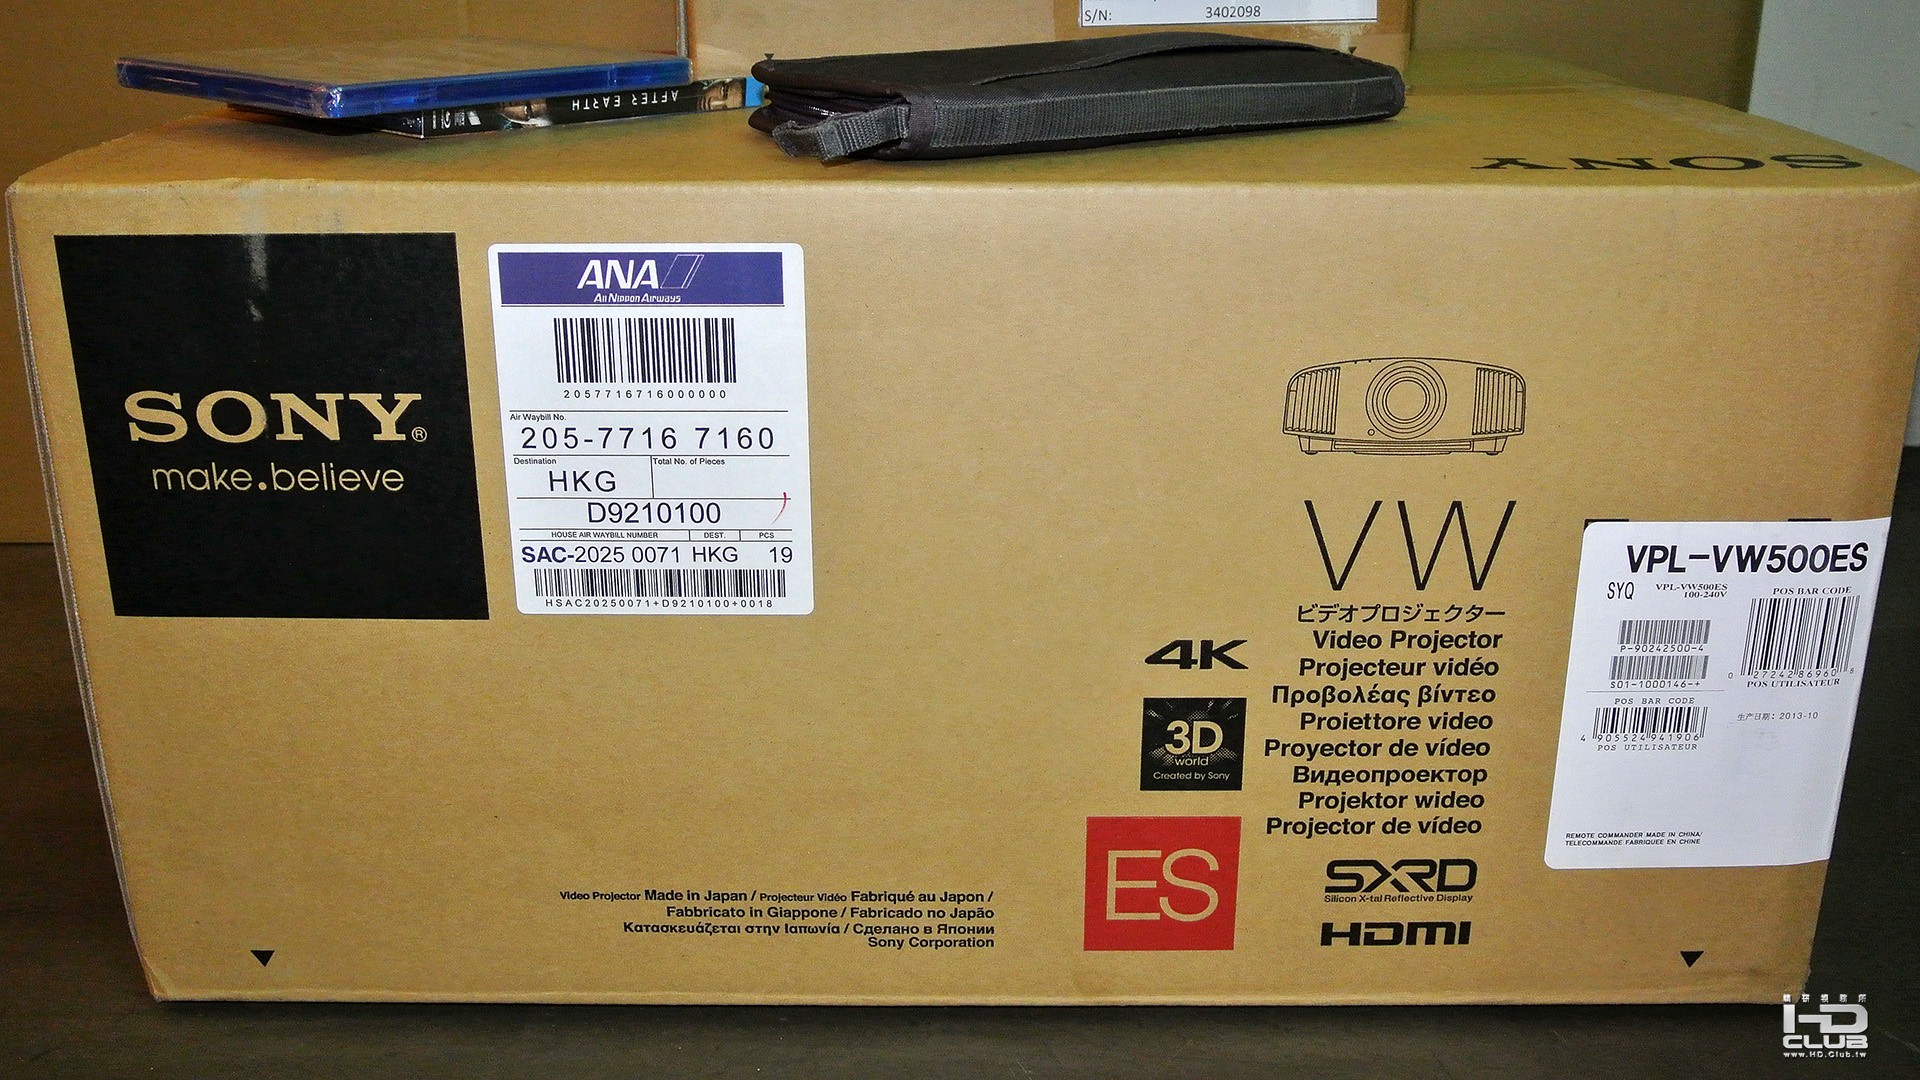 S/N:
3402098
AFTER EARTH
SONY
SONY®
make.believe
ANA
All Nippon Airways
2057716716000000
Air Waybill No.
205-7716 7160
Destination
Total No. of Pieces
HKG
D9210100
HOUSE AIR WAYBILL NUMBER DEST. PCS
SAC-2025 0071 HKG 19
HSAC20250071+D9210100+0018
VW
ビデオプロジェクター
Video Projector
Projecteur vidéo
Προβολέας βίντεο
Proiettore video
Proyector de vídeo
Видеопроектор
Projektor wideo
Projector de vídeo
4K
3D
world
Created by Sony
ES
SXRD
Silicon X-tal Reflective Display
HDMI
Video Projector Made in Japan / Projecteur Vidéo Fabriqué au Japon /
Fabbricato in Giappone / Fabricado no Japão
Κατασκευάζεται στην Ιαπωνία / Сделано в Японии
Sony Corporation
VPL-VW500ES
SYQ
VPL-VW500ES
100-240V
POS BAR CODE
P-90242500-4
S01-1000146-+
0 27242 86960 8
POS UTILISATEUR
POS BAR CODE
4 905524 941906
POS UTILISATEUR
生产日期: 2013-10
REMOTE COMMANDER MADE IN CHINA/
TELECOMMANDE FABRIQUEE EN CHINE
HD
CLUB
www.HD.Club.tw